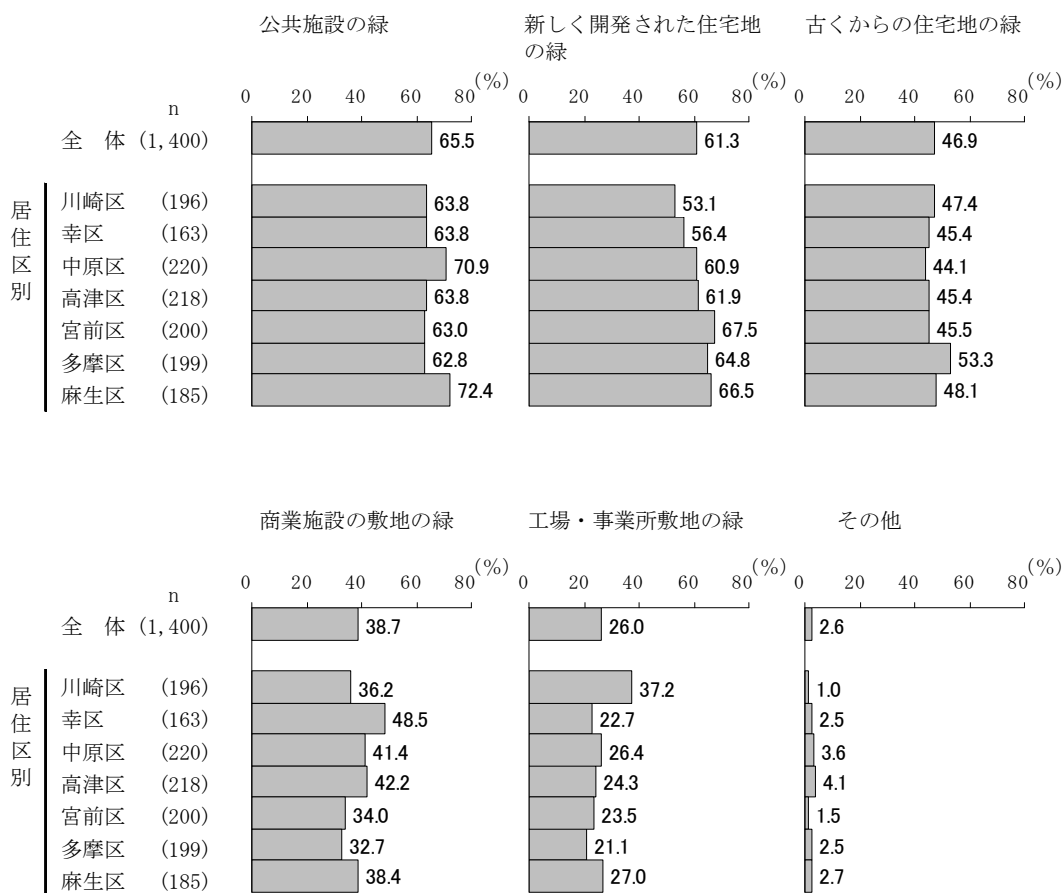 公共施設の緑
新しく開発された住宅地
の緑
古くからの住宅地の緑
0 20 40 60 80 (%)
0 20 40 60 80 (%)
0 20 40 60 80 (%)
n
全 体 (1,400) 65.5 61.3 46.9
居住区別
川崎区 (196) 63.8 53.1 47.4
幸区 (163) 63.8 56.4 45.4
中原区 (220) 70.9 60.9 44.1
高津区 (218) 63.8 61.9 45.4
宮前区 (200) 63.0 67.5 45.5
多摩区 (199) 62.8 64.8 53.3
麻生区 (185) 72.4 66.5 48.1
商業施設の敷地の緑
工場・事業所敷地の緑
その他
0 20 40 60 80 (%)
0 20 40 60 80 (%)
0 20 40 60 80 (%)
n
全 体 (1,400) 38.7 26.0 2.6
居住区別
川崎区 (196) 36.2 37.2 1.0
幸区 (163) 48.5 22.7 2.5
中原区 (220) 41.4 26.4 3.6
高津区 (218) 42.2 24.3 4.1
宮前区 (200) 34.0 23.5 1.5
多摩区 (199) 32.7 21.1 2.5
麻生区 (185) 38.4 27.0 2.7